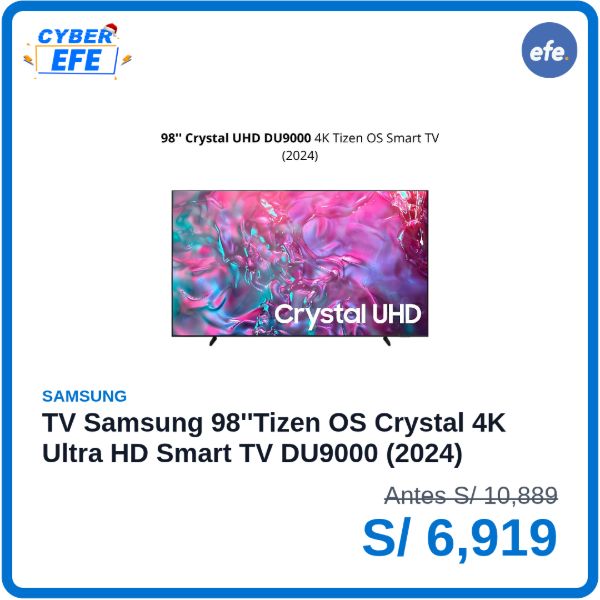 CYBER
EFE
efe.
98'' Crystal UHD DU9000 4K Tizen OS Smart TV
(2024)
Crystal UHD
SAMSUNG
TV Samsung 98''Tizen OS Crystal 4K
Ultra HD Smart TV DU9000 (2024)
Antes S/ 10,889
S/ 6,919